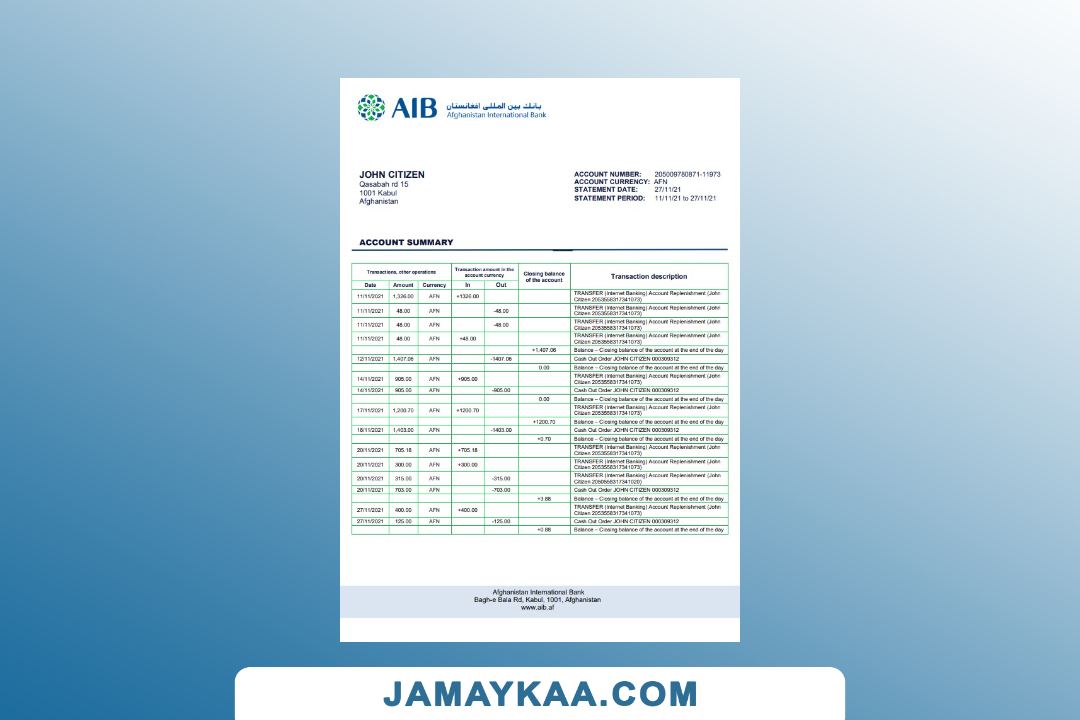 AIB
بانك بين المللى افغانستان
Afghanistan International Bank
JOHN CITIZEN
Qasabah rd 15
1001 Kabul
Afghanistan
ACCOUNT NUMBER: 205009780871-11973
ACCOUNT CURRENCY: AFN
STATEMENT DATE: 27/11/21
STATEMENT PERIOD: 11/11/21 to 27/11/21
ACCOUNT SUMMARY
Transactions, other operations
Transaction amount in the
account currency
Closing balance
of the account
Transaction description
Date Amount Currency In Out
11/11/2021 1,326.00 AFN +1326.00 TRANSFER (Internet Banking) Account Replenishment (John
Citizen 2053558317341073)
11/11/2021 48.00 AFN -48.00 TRANSFER (Internet Banking) Account Replenishment (John
Citizen 2053558317341073)
11/11/2021 48.00 AFN -48.00 TRANSFER (Internet Banking) Account Replenishment (John
Citizen 2053558317341073)
11/11/2021 48.00 AFN +48.00 TRANSFER (Internet Banking) Account Replenishment (John
Citizen 2053558317341073)
+1,407.06 Balance – Closing balance of the account at the end of the day
12/11/2021 1,407.06 AFN -1407.06 Cash Out Order JOHN CITIZEN 000309312
0.00 Balance – Closing balance of the account at the end of the day
14/11/2021 905.00 AFN +905.00 TRANSFER (Internet Banking) Account Replenishment (John
Citizen 2053558317341073)
14/11/2021 905.00 AFN -905.00 Cash Out Order JOHN CITIZEN 000309312
0.00 Balance – Closing balance of the account at the end of the day
17/11/2021 1,200.70 AFN +1200.70 TRANSFER (Internet Banking) Account Replenishment (John
Citizen 2053558317341073)
+1200.70 Balance – Closing balance of the account at the end of the day
18/11/2021 1,403.00 AFN -1403.00 Cash Out Order JOHN CITIZEN 000309312
+0.70 Balance – Closing balance of the account at the end of the day
20/11/2021 705.18 AFN +705.18 TRANSFER (Internet Banking) Account Replenishment (John
Citizen 2053558317341073)
20/11/2021 300.00 AFN +300.00 TRANSFER (Internet Banking) Account Replenishment (John
Citizen 2053558317341073)
20/11/2021 315.00 AFN -315.00 TRANSFER (Internet Banking) Account Replenishment (John
Citizen 2050558317341020)
20/11/2021 703.00 AFN -703.00 Cash Out Order JOHN CITIZEN 000309312
+3.88 Balance – Closing balance of the account at the end of the day
27/11/2021 400.00 AFN +400.00 TRANSFER (Internet Banking) Account Replenishment (John
Citizen 2053558317341073)
27/11/2021 125.00 AFN -125.00 Cash Out Order JOHN CITIZEN 000309312
+0.88 Balance – Closing balance of the account at the end of the day
Afghanistan International Bank
Bagh-e Bala Rd, Kabul, 1001, Afghanistan
www.aib.af
JAMAYKAA.COM